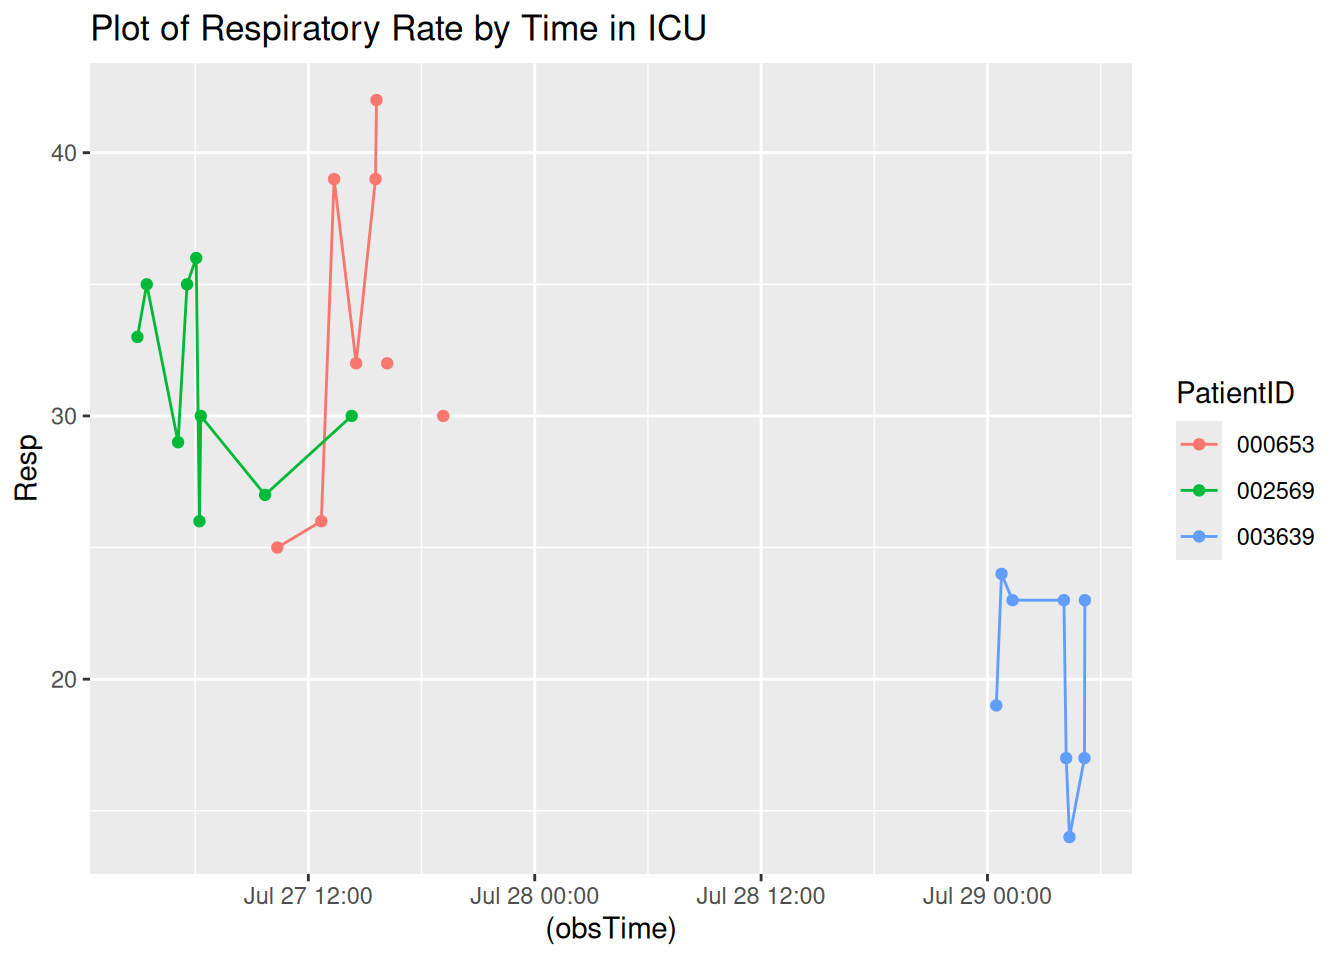 Plot of Respiratory Rate by Time in ICU
40
30
20
Resp
Jul 27 12:00
Jul 28 00:00
Jul 28 12:00
Jul 29 00:00
(obsTime)
PatientID
000653
002569
003639